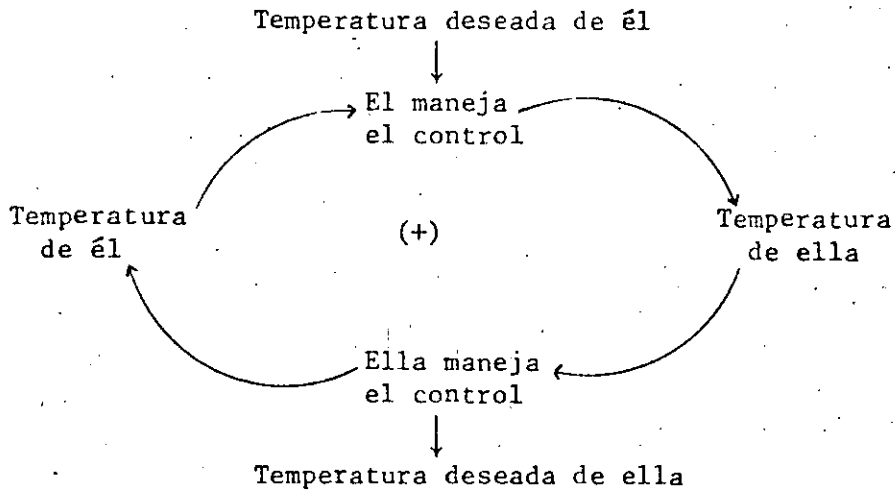 Temperatura deseada de él
El maneja
el control
Temperatura
de él
(+)
Temperatura
de ella
Ella maneja
el control
Temperatura deseada de ella